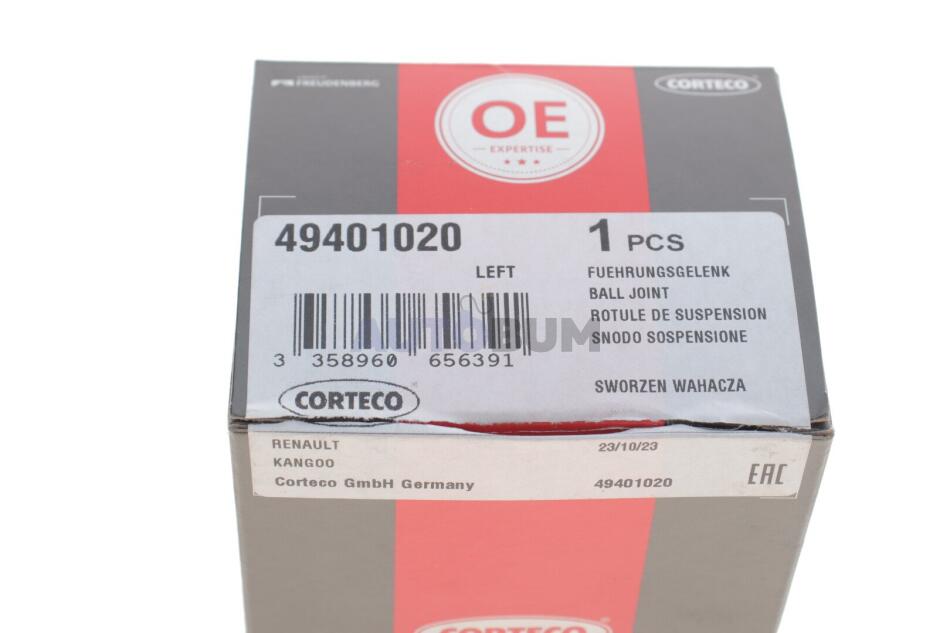 FREUDENBERG
CORTECO
OE
EXPERTISE
49401020
1 PCS
LEFT
FUEHRUNGSGELENK
BALL JOINT
ROTULE DE SUSPENSION
SNODO SOSPENSIONE
AUTOBUM
3 358960 656391
SWORZEN WAHACZA
CORTECO
RENAULT
23/10/23
KANGOO
Corteco GmbH Germany
49401020
EAC
CORTECO